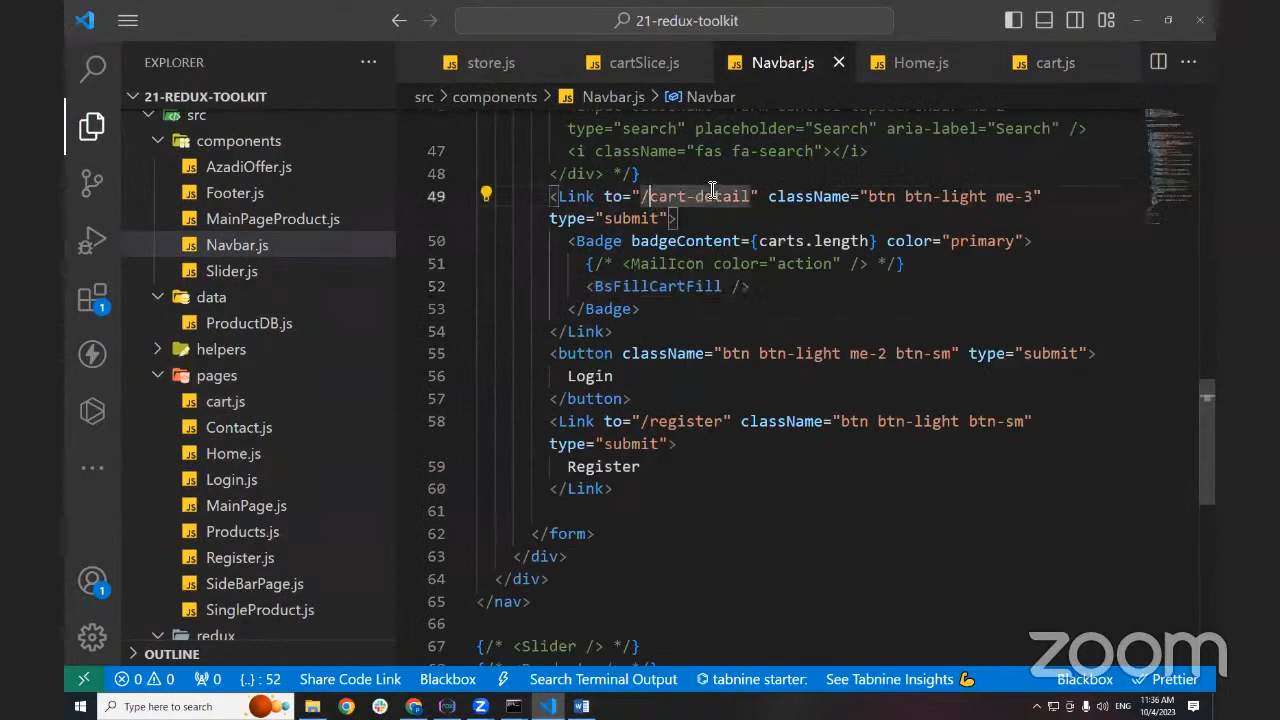 21-redux-toolkit
EXPLORER
store.js
cartSlice.js
Navbar.js
Home.js
cart.js
21-REDUX-TOOLKIT
src
components
AzadiOffer.js
Footer.js
MainPageProduct.js
Navbar.js
Slider.js
data
ProductDB.js
helpers
pages
cart.js
Contact.js
Home.js
Login.js
MainPage.js
Products.js
Register.js
SideBarPage.js
SingleProduct.js
redux
OUTLINE
src > components > Navbar.js > Navbar
type="search" placeholder="Search" aria-label="Search" />
47 <i className="fas fa-search"></i>
48 </div> */}
49 <Link to="/cart-detail" className="btn btn-light me-3"
type="submit">
50 <Badge badgeContent={carts.length} color="primary">
51 {/* <MailIcon color="action" /> */}
52 <BsFillCartFill />
53 </Badge>
54 </Link>
55 <button className="btn btn-light me-2 btn-sm" type="submit">
56 Login
57 </button>
58 <Link to="/register" className="btn btn-light btn-sm"
type="submit">
59 Register
60 </Link>
61
62 </form>
63 </div>
64 </div>
65 </nav>
66
67 {/* <Slider /> */}
zoom
0 0 0 {..} : 52 Share Code Link Blackbox Search Terminal Output tabnine starter: See Tabnine Insights Blackbox Prettier
Type here to search
ENG
11:36 AM
10/4/2023
1
1